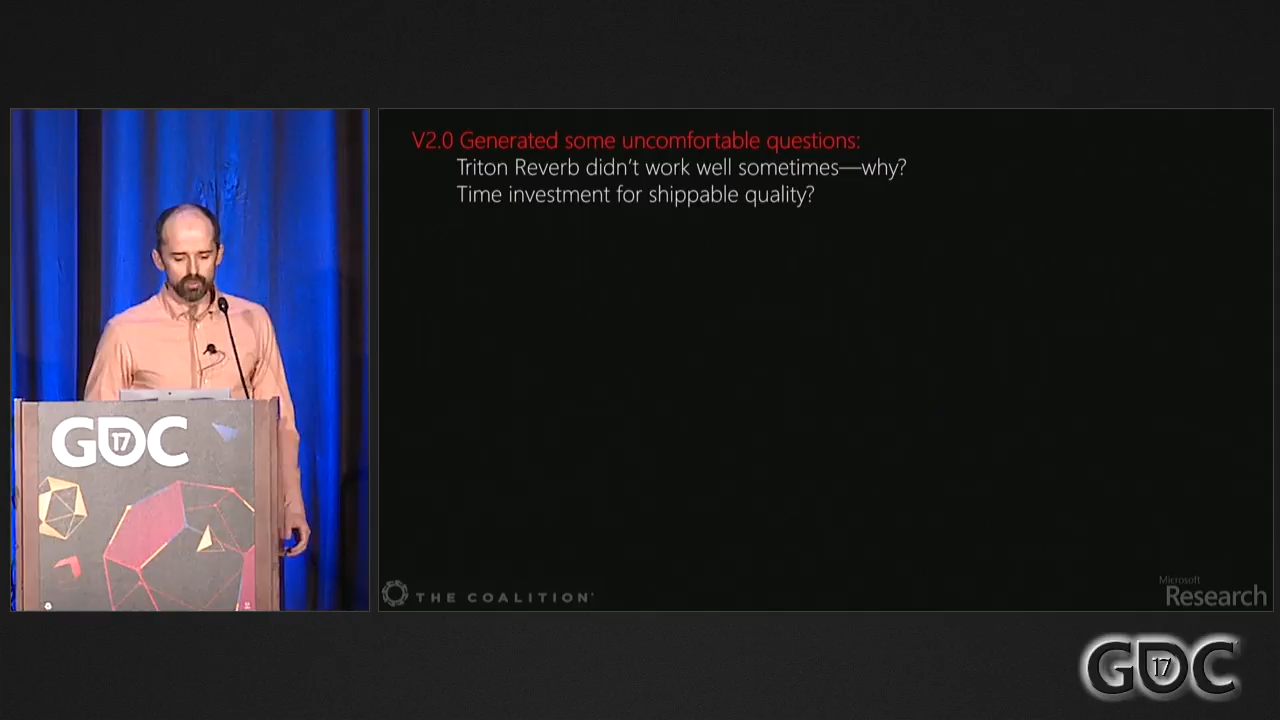 V2.0 Generated some uncomfortable questions:
Triton Reverb didn't work well sometimes—why?
Time investment for shippable quality?
GDC
17
THE COALITION
Microsoft
Research
GDC
17